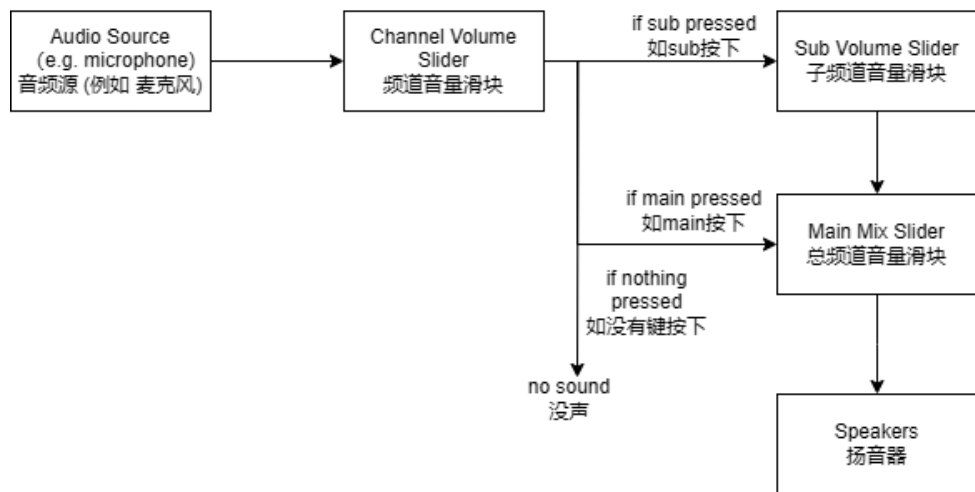 Audio Source
(e.g. microphone)
音频源 (例如 麦克风)
Channel Volume
Slider
频道音量滑块
if sub pressed
如sub按下
Sub Volume Slider
子频道音量滑块
if main pressed
如main按下
Main Mix Slider
总频道音量滑块
if nothing
pressed
如没有键按下
no sound
没声
Speakers
扬音器